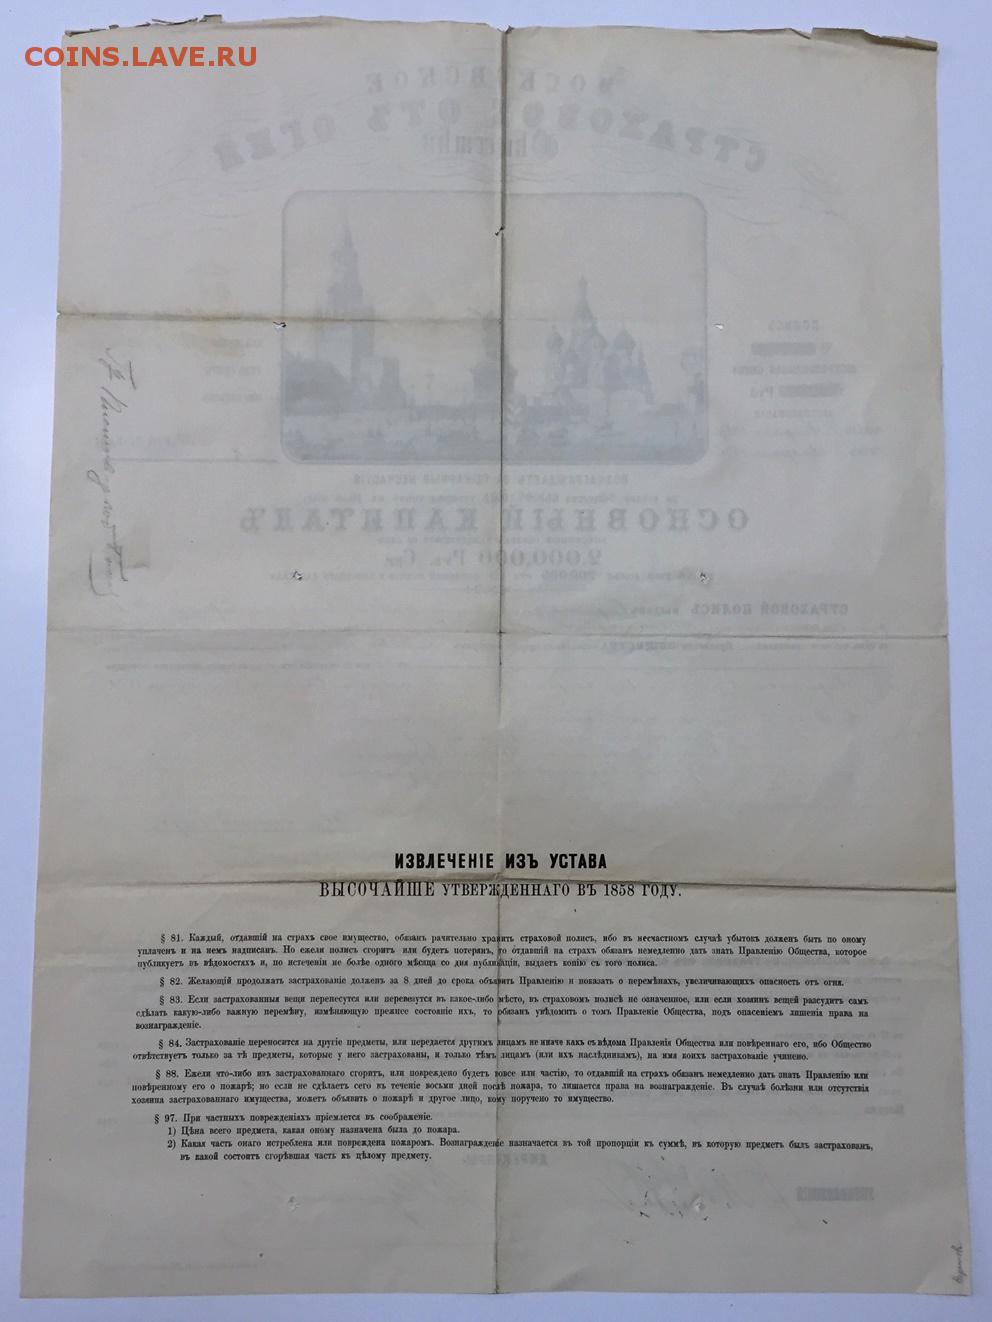 COINS.LAVE.RU
ИЗВЛЕЧЕНІЕ ИЗЪ УСТАВА
ВЫСОЧАЙШЕ УТВЕРЖДЕННАГО ВЪ 1858 ГОДУ.
§ 81. Каждый, отдавшій на страхъ свое имущество, обязанъ рачительно хранить страховой полисъ, ибо въ несчастномъ случаѣ убытокъ долженъ быть по оному
уплаченъ и на немъ надписанъ. Но ежели полисъ сгоритъ или будетъ потерянъ, то отдавшій на страхъ обязанъ немедленно дать знать Правленію Общества, которое
публикуетъ въ вѣдомостяхъ и, по истеченіи не болѣе одного мѣсяца со дня публикаціи, выдаетъ копію съ того полиса.
§ 82. Желающій продолжать застрахованіе долженъ за 8 дней до срока объявить Правленію и показать о перемѣнахъ, увеличивающихъ опасность отъ огня.
§ 83. Если застрахованныя вещи перенесутся или перевезутся въ какое-либо мѣсто, въ страховомъ полисѣ не означенное, или если хозяинъ вещей разсудитъ самъ
сдѣлать какую-либо важную перемѣну, измѣняющую прежнее состояніе ихъ, то обязанъ увѣдомить о томъ Правленіе Общества, подъ опасеніемъ лишенія права на
вознагражденіе.
§ 84. Застрахованіе переносится на другіе предметы, или передается другимъ лицамъ не иначе какъ съ вѣдома Правленія Общества или повѣреннаго его, ибо Общество
отвѣтствуетъ только за тѣ предметы, которые у него застрахованы, и только тѣмъ лицамъ (или ихъ наслѣдникамъ), на имя коихъ застрахованіе учинено.
§ 88. Ежели что-либо изъ застрахованнаго сгоритъ, или повреждено будетъ вовсе или частію, то отдавшій на страхъ обязанъ немедленно дать знать Правленію или
повѣренному его о пожарѣ; но если не сдѣлаетъ сего въ теченіе восьми дней послѣ пожара, то лишается права на вознагражденіе. Въ случаѣ болѣзни или отсутствія
хозяина застрахованнаго имущества, можетъ объявить о пожарѣ и другое лицо, кому поручено то имущество.
§ 97. При частныхъ поврежденіяхъ пріемлется въ соображеніе.
1) Цѣна всего предмета, какая оному назначена была до пожара.
2) Какая часть онаго истреблена или повреждена пожаромъ. Вознагражденіе назначается въ той пропорціи къ суммѣ, въ которую предметъ былъ застрахованъ,
въ какой состоитъ сгорѣвшая часть къ цѣлому предмету.